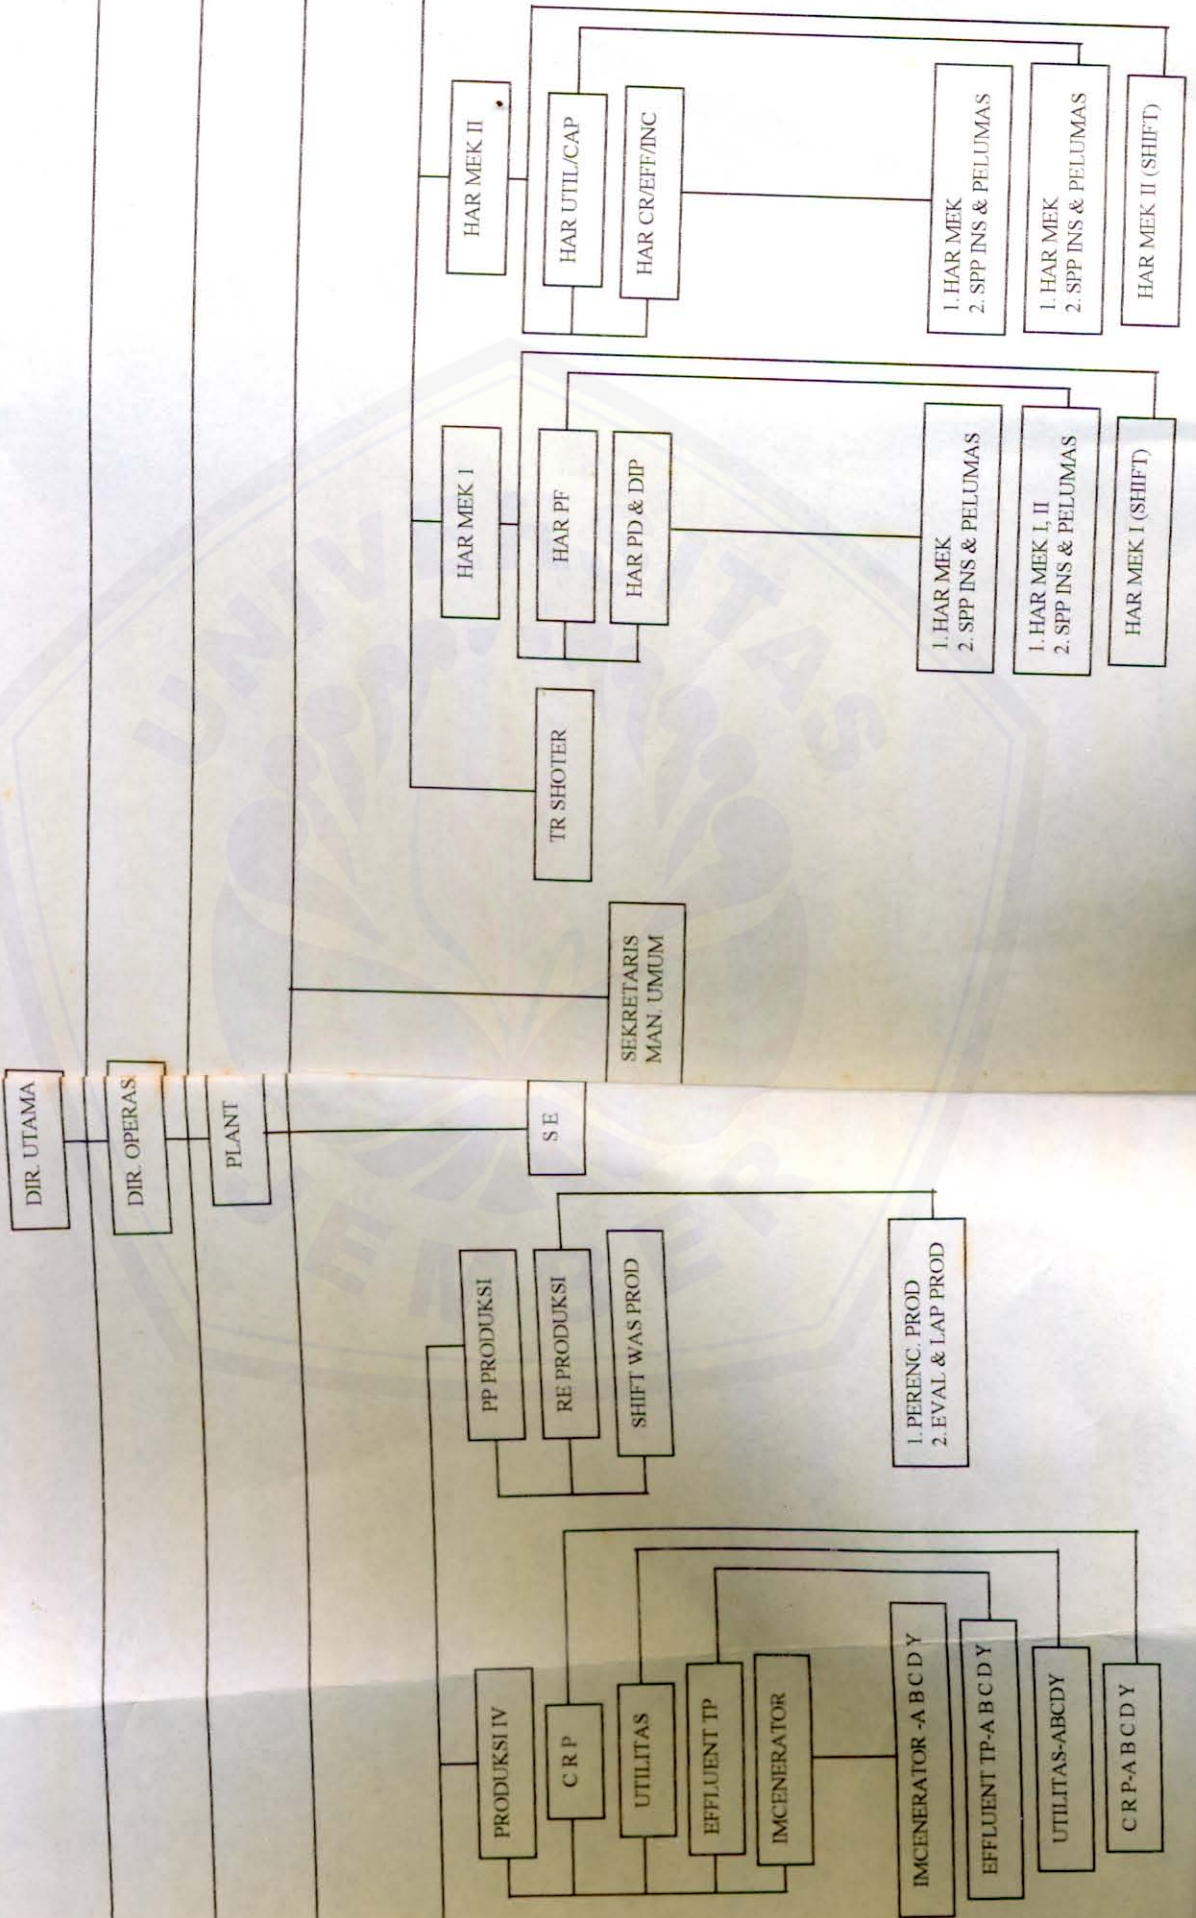 DIR. UTAMA
DIR. OPERAS
PLANT
S E
SEKRETARIS
MAN. UMUM
PRODUKSI IV
C R P
UTILITAS
EFFLUENT TP
IMCENERATOR
IMCENERATOR -A B C D Y
EFFLUENT TP-A B C D Y
UTILITAS-ABCDY
C R P-A B C D Y
PP PRODUKSI
RE PRODUKSI
SHIFT WAS PROD
1. PERENC. PROD
2. EVAL & LAP PROD
TR SHOTER
HAR MEK I
HAR PF
HAR PD & DIP
1. HAR MEK
2. SPP INS & PELUMAS
1. HAR MEK I, II
2. SPP INS & PELUMAS
HAR MEK I (SHIFT)
HAR MEK II
HAR UTIL/CAP
HAR CR/EFF/INC
1. HAR MEK
2. SPP INS & PELUMAS
1. HAR MEK
2. SPP INS & PELUMAS
HAR MEK II (SHIFT)
UNIVERSITAS
JEMBER